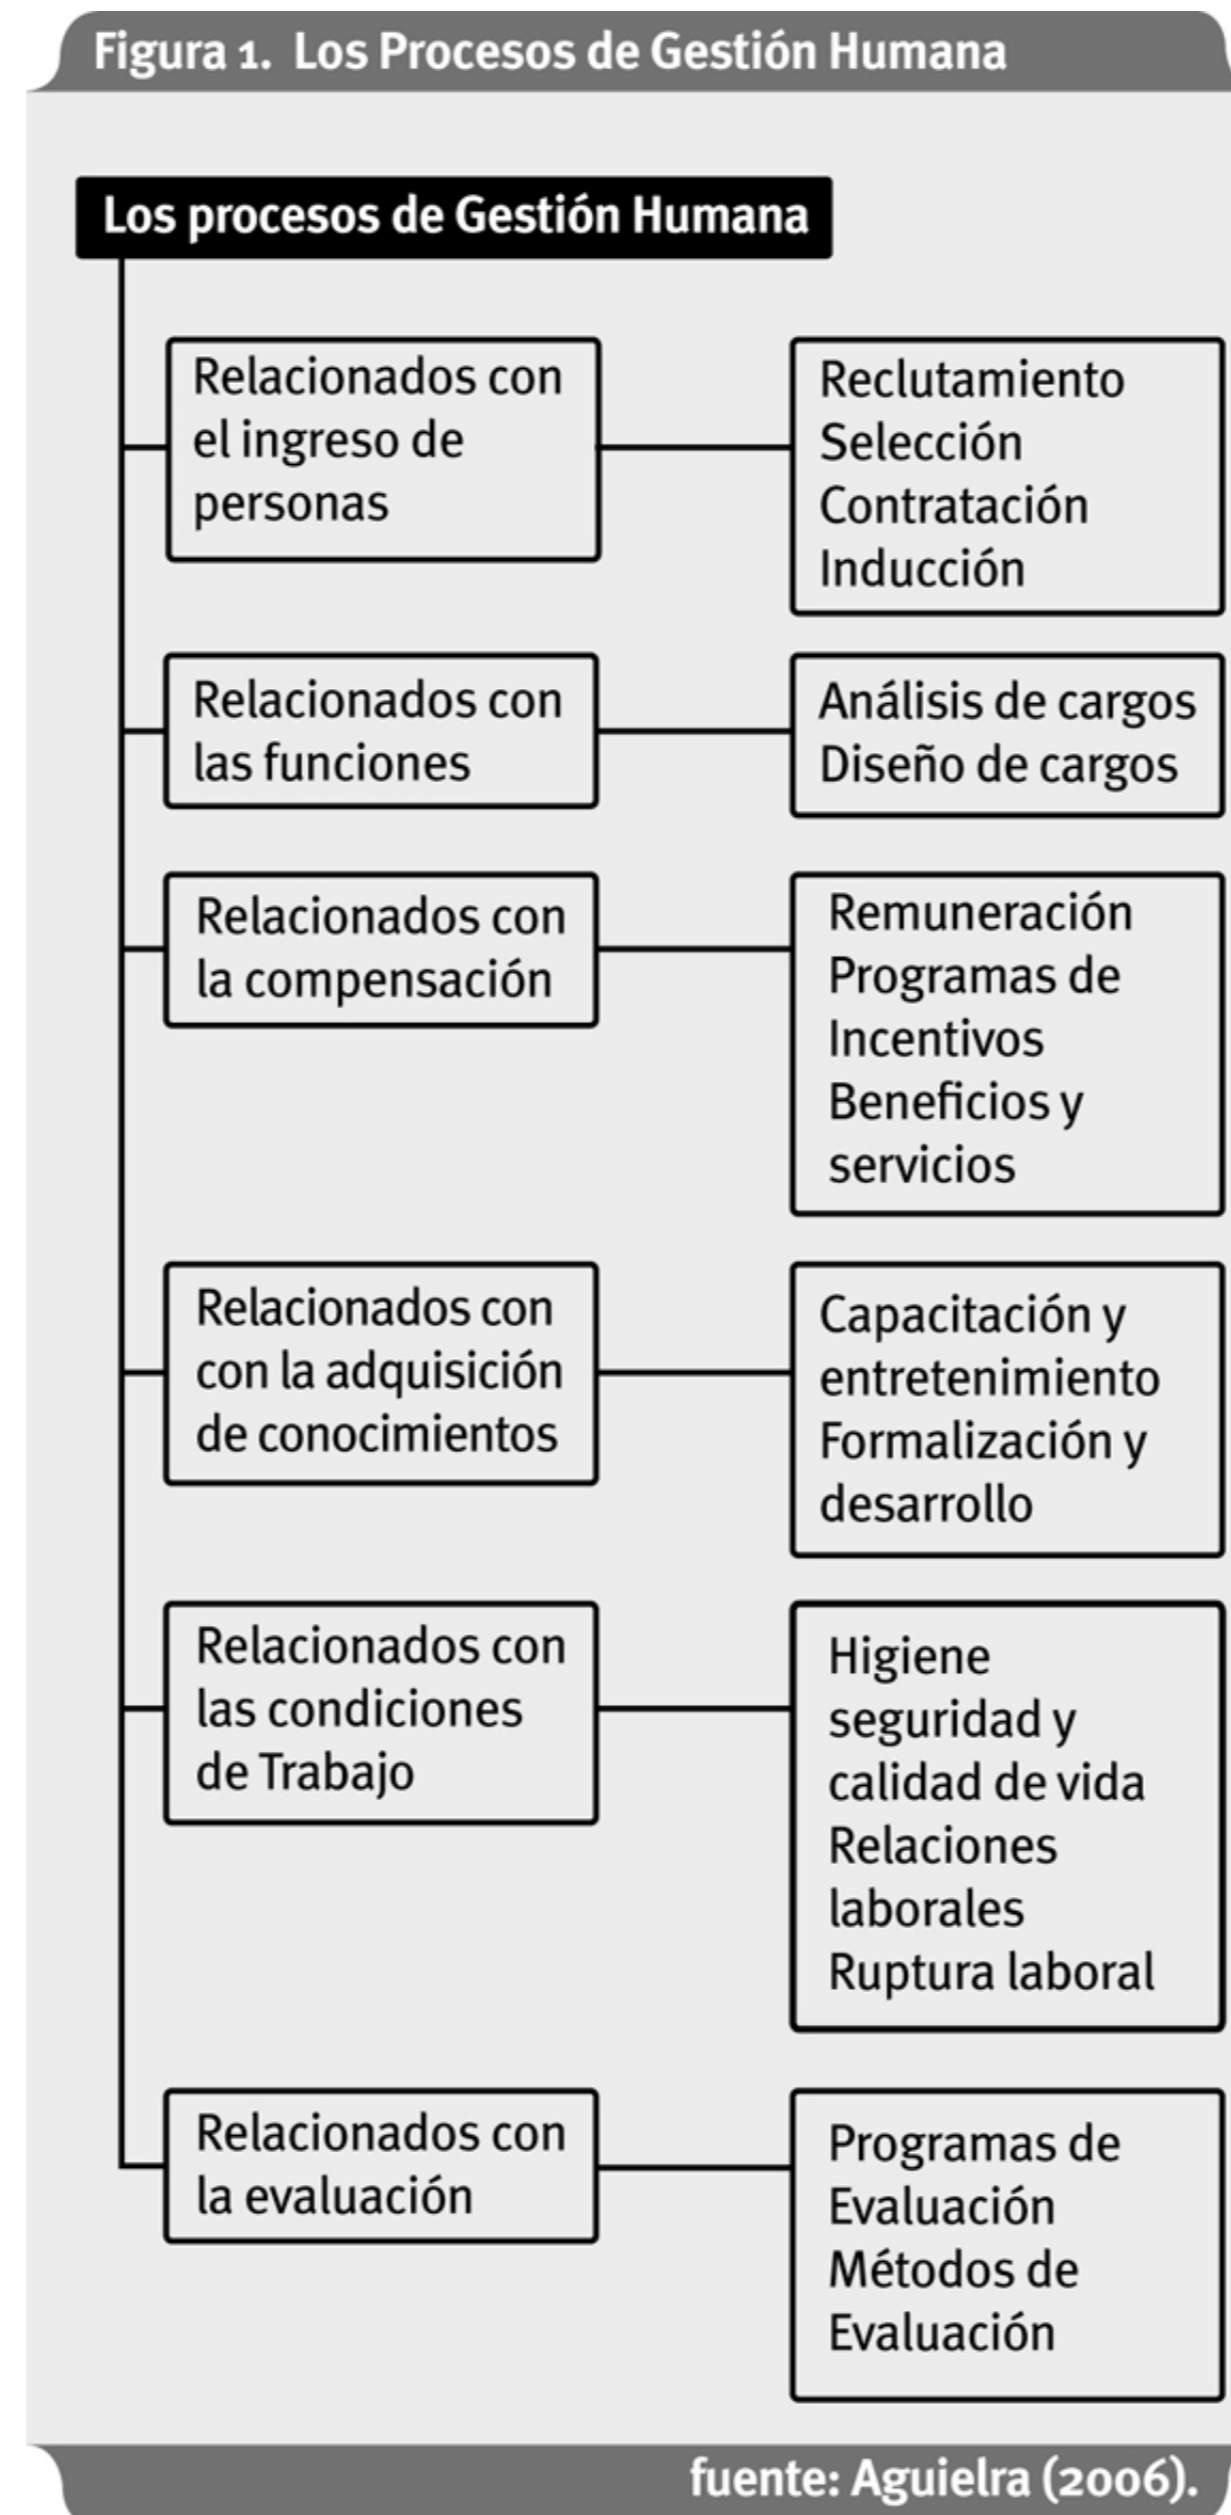 Figura 1. Los Procesos de Gestión Humana
Los procesos de Gestión Humana
Relacionados con
el ingreso de
personas
Reclutamiento
Selección
Contratación
Inducción
Relacionados con
las funciones
Análisis de cargos
Diseño de cargos
Relacionados con
la compensación
Remuneración
Programas de
Incentivos
Beneficios y
servicios
Relacionados con
con la adquisición
de conocimientos
Capacitación y
entretenimiento
Formalización y
desarrollo
Relacionados con
las condiciones
de Trabajo
Higiene
seguridad y
calidad de vida
Relaciones
laborales
Ruptura laboral
Relacionados con
la evaluación
Programas de
Evaluación
Métodos de
Evaluación
fuente: Aguielra (2006).